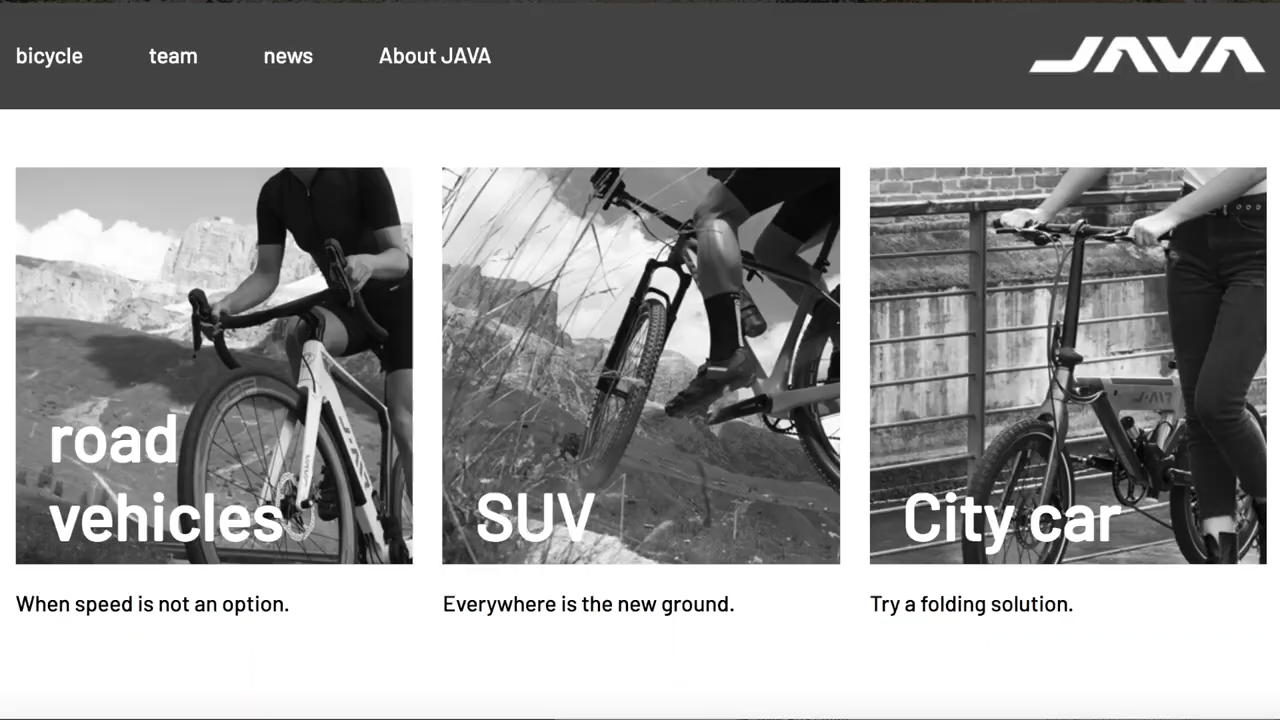 bicycle team news About JAVA JAVA
road
vehicles
SUV
City car
When speed is not an option.
Everywhere is the new ground.
Try a folding solution.